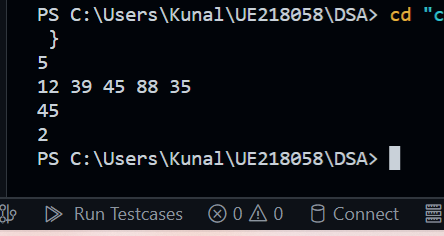 PS C:\Users\Kunal\UE218058\DSA> cd "c
}
5
12 39 45 88 35
45
2
PS C:\Users\Kunal\UE218058\DSA>
Run Testcases 0 0 Connect